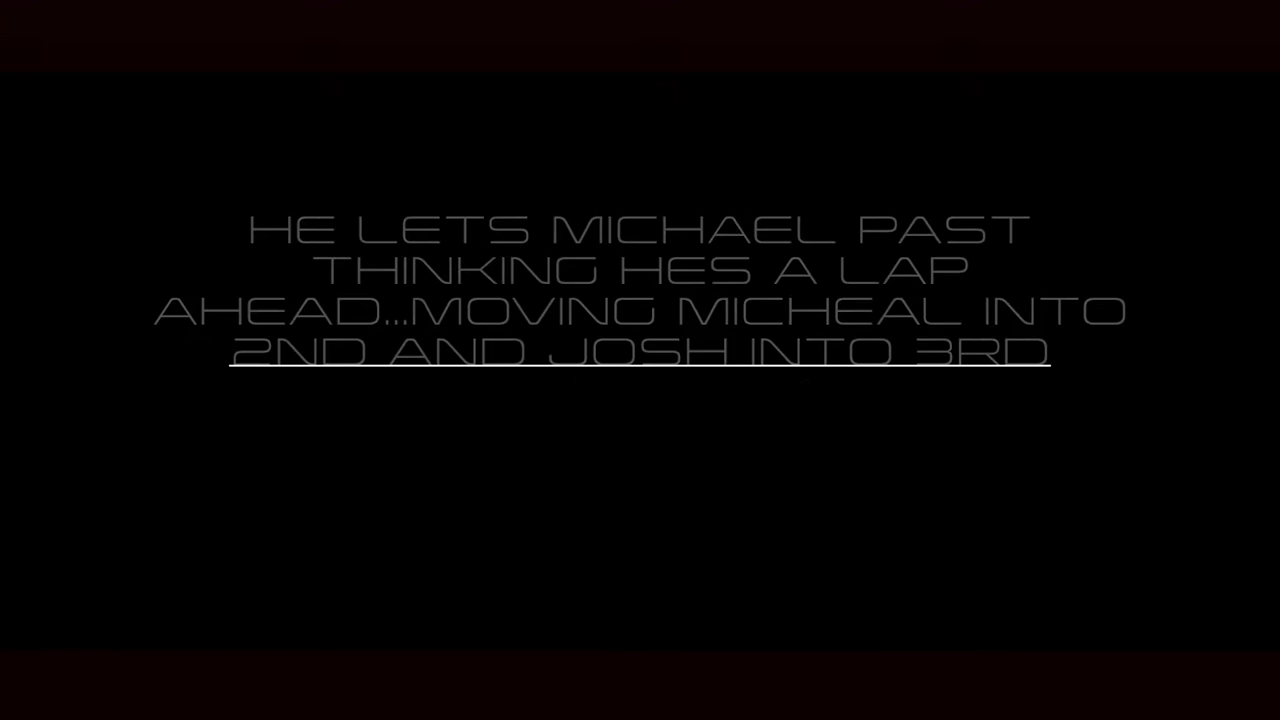 HE LETS MICHAEL PAST
THINKING HES A LAP
AHEAD...MOVING MICHEAL INTO
2ND AND JOSH INTO 3RD